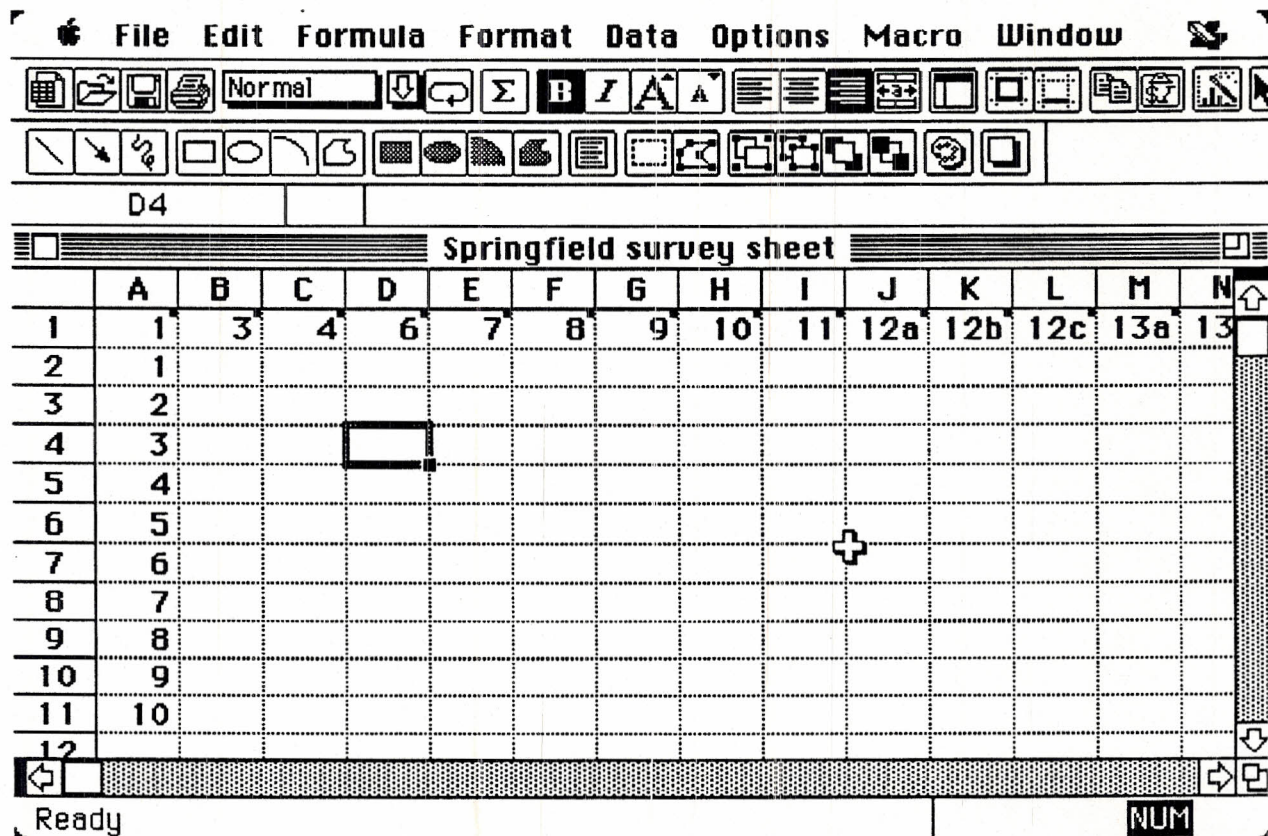 File Edit Formula Format Data Options Macro Window
Normal Σ B I A A a
D4
Springfield survey sheet
A B C D E F G H I J K L M N
1 1 3 4 6 7 8 9 10 11 12a 12b 12c 13a 13
2 1
3 2
4 3
5 4
6 5
7 6
8 7
9 8
10 9
11 10
12
Ready NUM